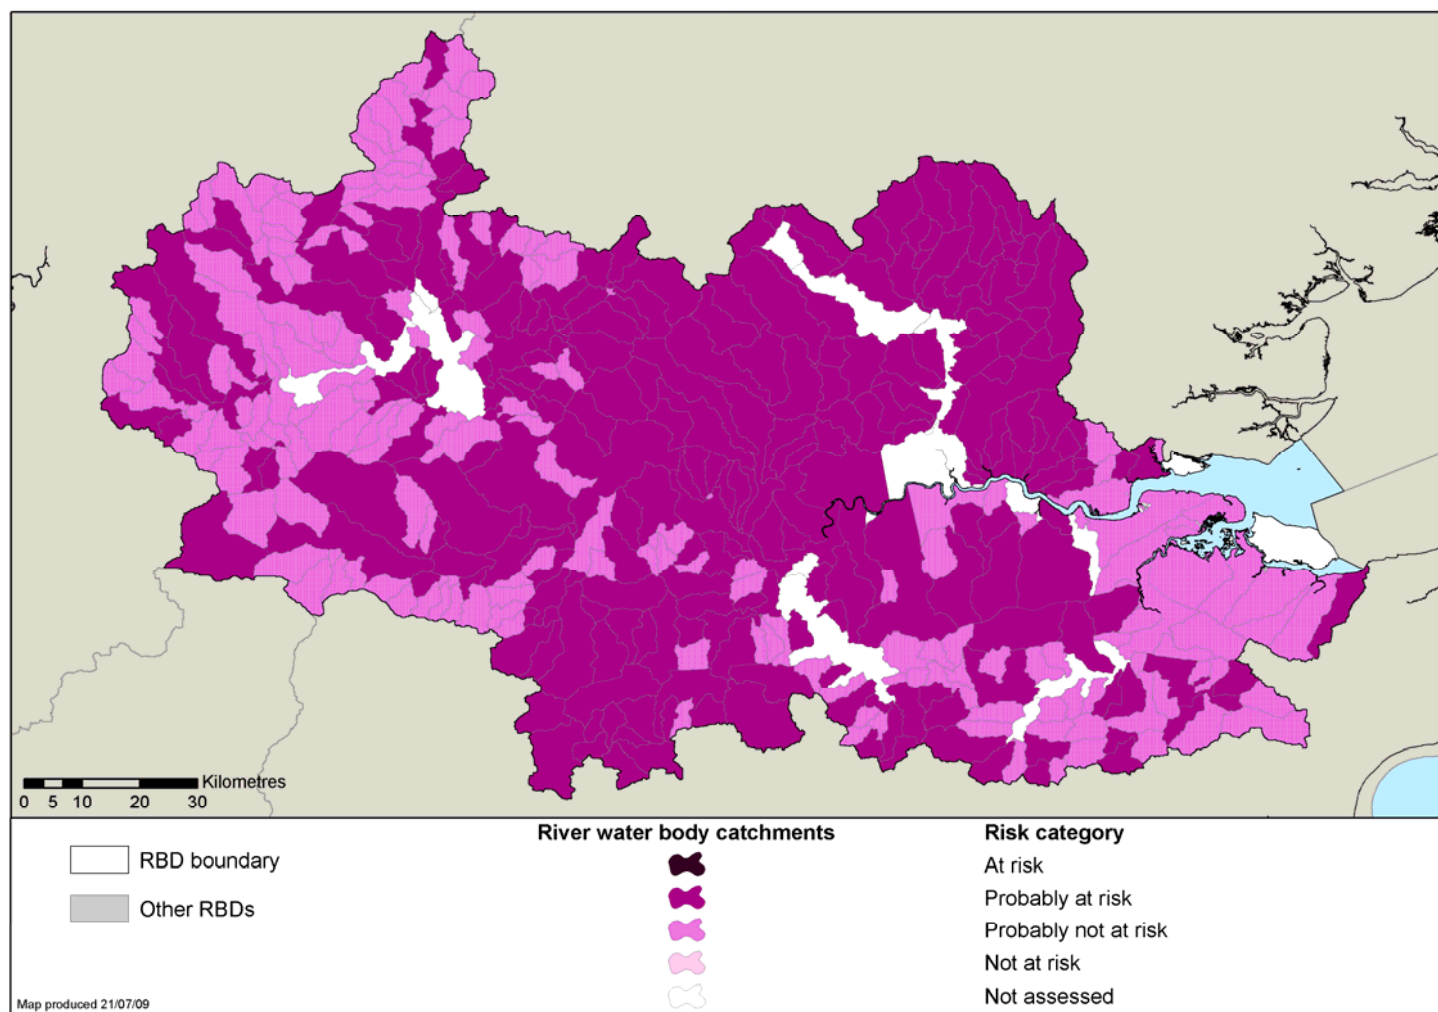 Kilometres
0 5 10 20 30
River water body catchments Risk category
RBD boundary
At risk
Other RBDs
Probably at risk
Probably not at risk
Not at risk
Not assessed
Map produced 21/07/09